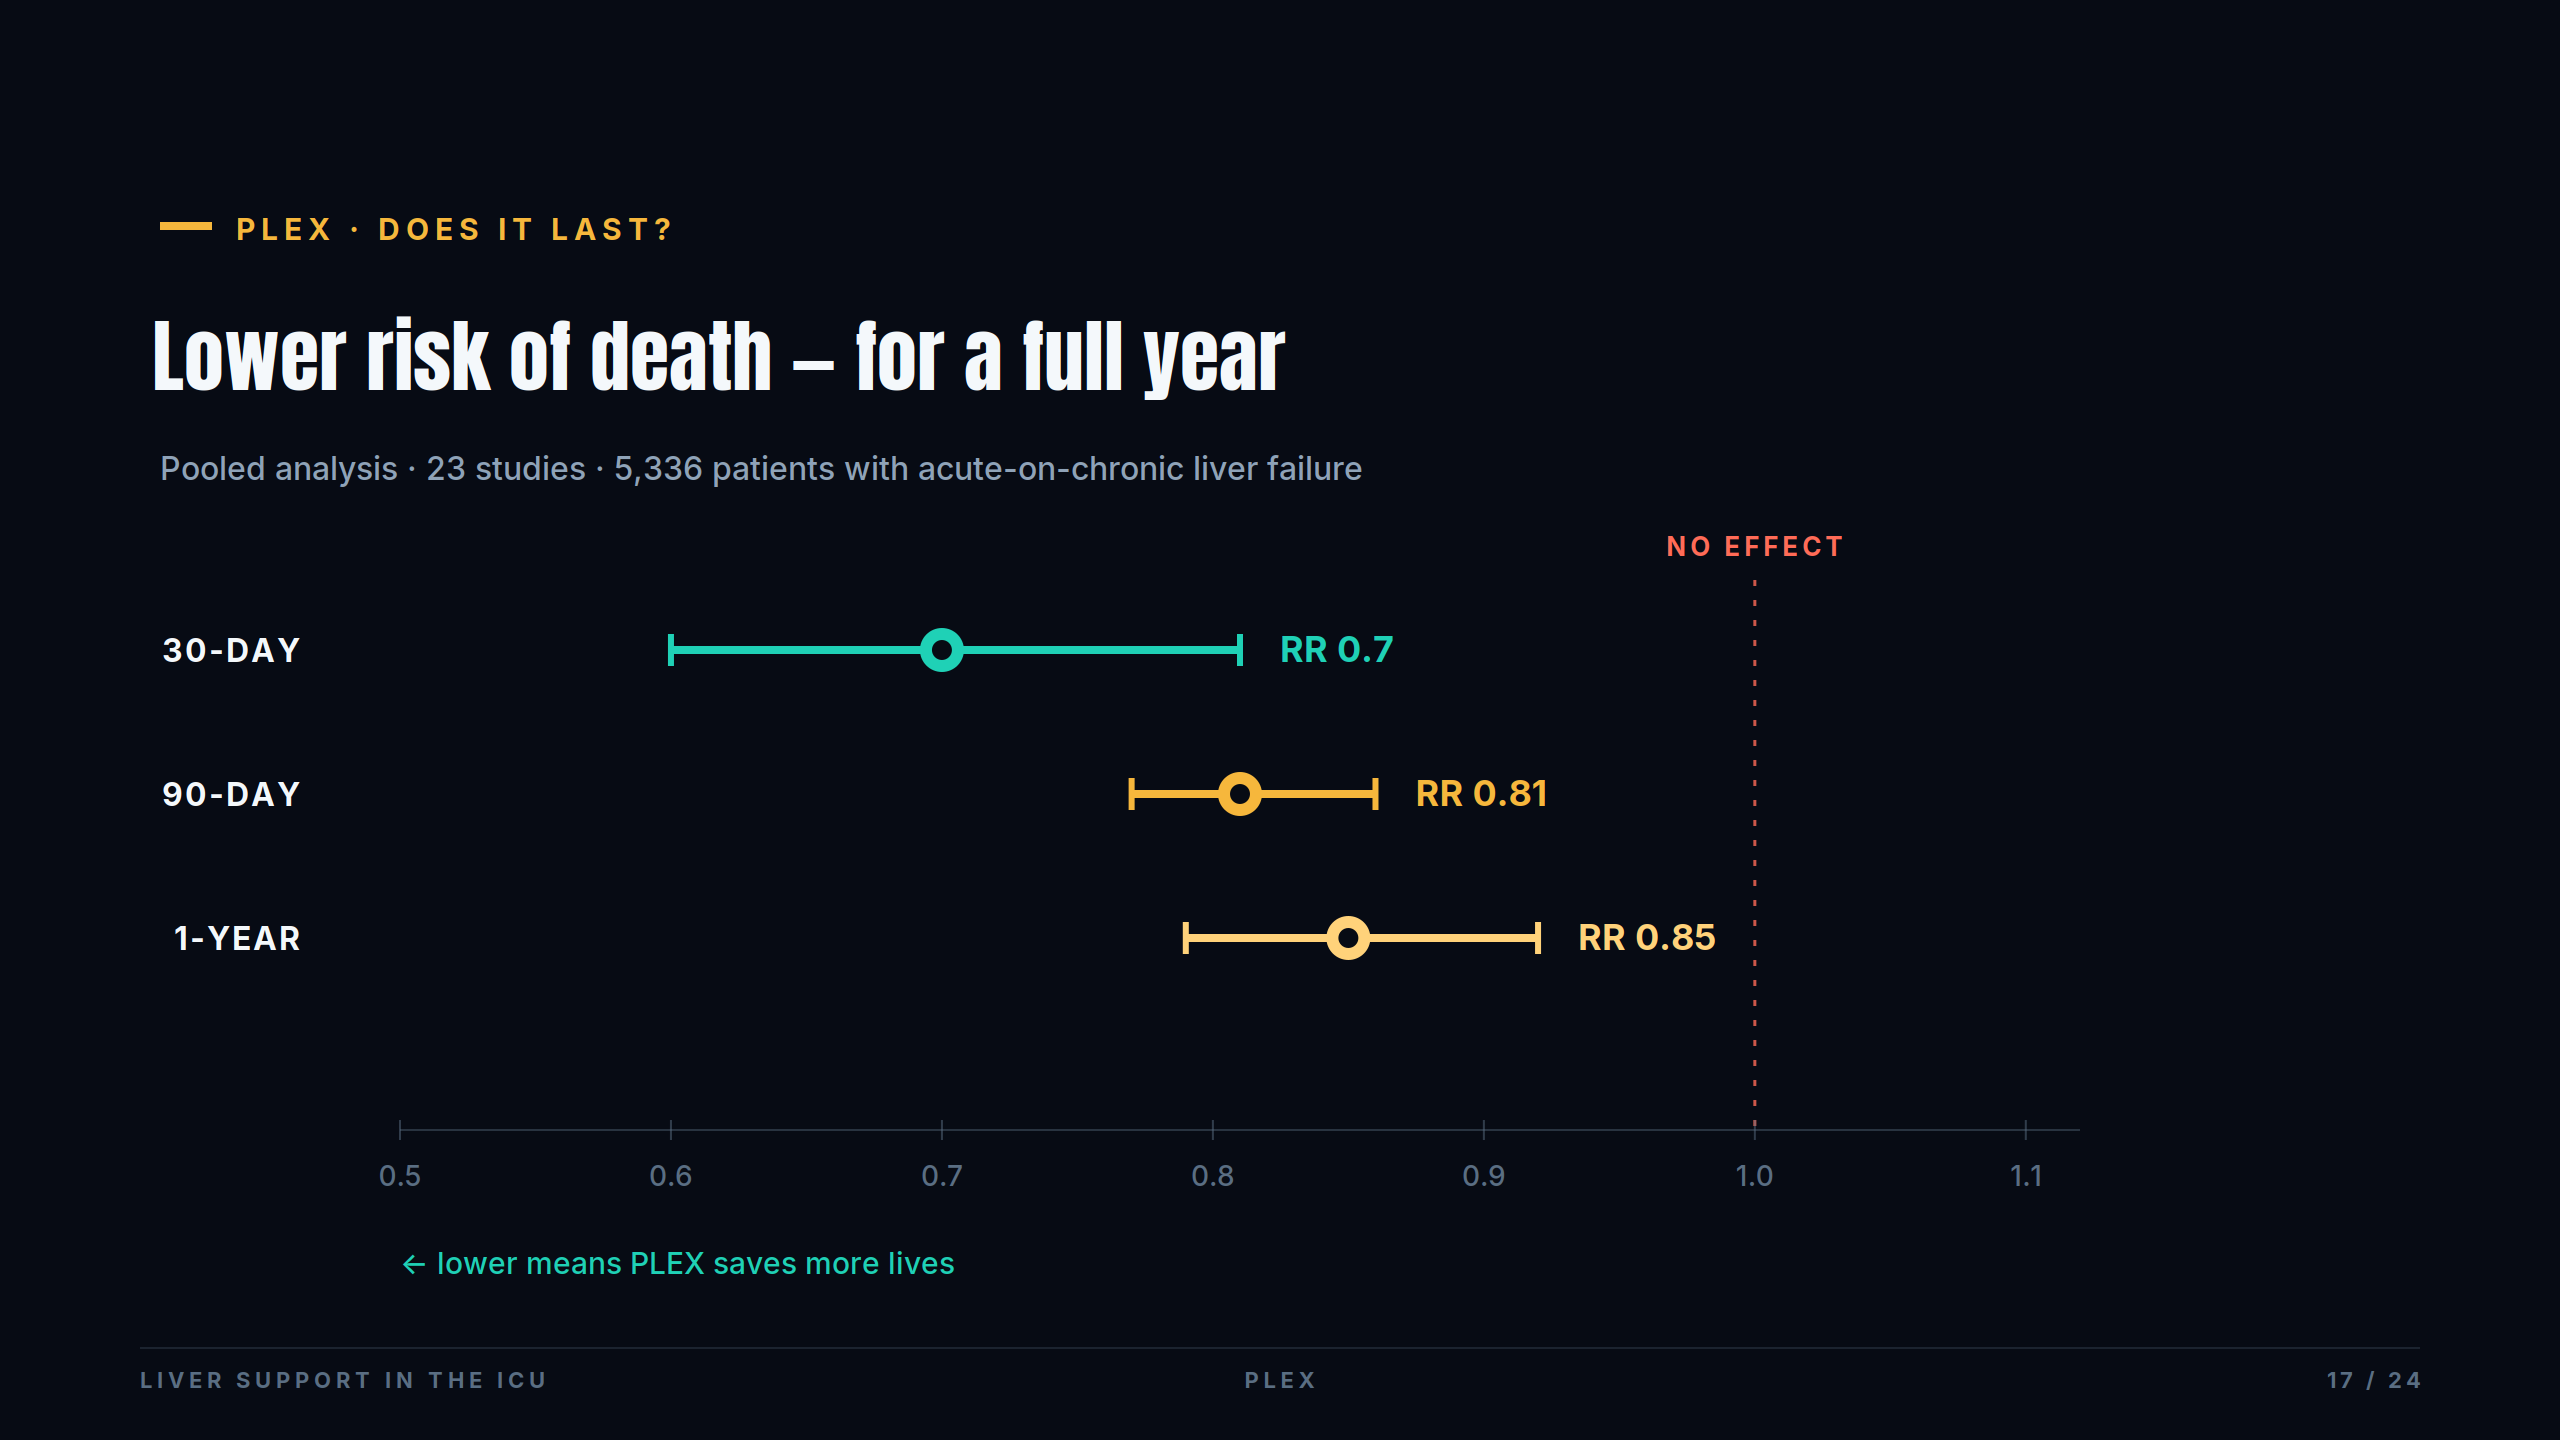 PLEX · DOES IT LAST?
Lower risk of death – for a full year
Pooled analysis · 23 studies · 5,336 patients with acute-on-chronic liver failure
NO EFFECT
30-DAY RR 0.7
90-DAY RR 0.81
1-YEAR RR 0.85
0.5 0.6 0.7 0.8 0.9 1.0 1.1
← lower means PLEX saves more lives
LIVER SUPPORT IN THE ICU PLEX 17 / 24